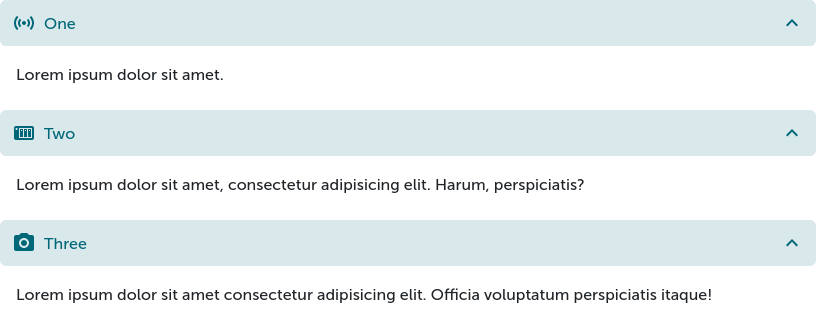 One
Lorem ipsum dolor sit amet.
Two
Lorem ipsum dolor sit amet, consectetur adipisicing elit. Harum, perspiciatis?
Three
Lorem ipsum dolor sit amet consectetur adipisicing elit. Officia voluptatum perspiciatis itaque!